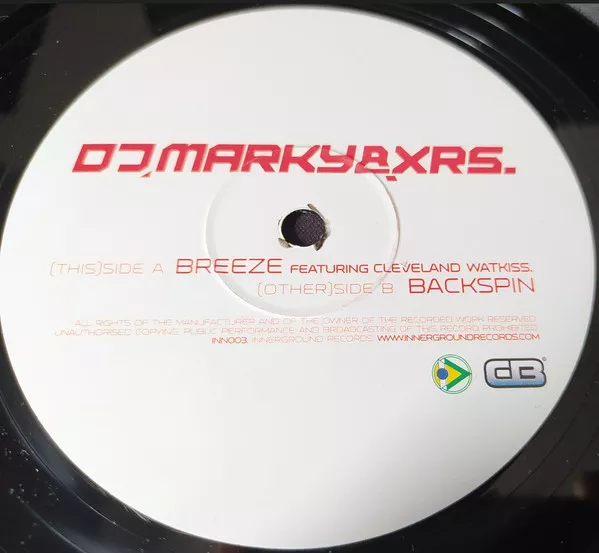 DJ MARKY & XRS.
(THIS)SIDE A BREEZE FEATURING CLEVELAND WATKISS.
(OTHER)SIDE B BACKSPIN
ALL RIGHTS OF THE MANUFACTURER AND OF THE OWNER OF THE RECORDED WORK RESERVED.
UNAUTHORISED COPYING, PUBLIC PERFORMANCE AND BROADCASTING OF THIS RECORD PROHIBITED
INN003. INNERGROUND RECORDS. WWW.INNERGROUNDRECORDS.COM